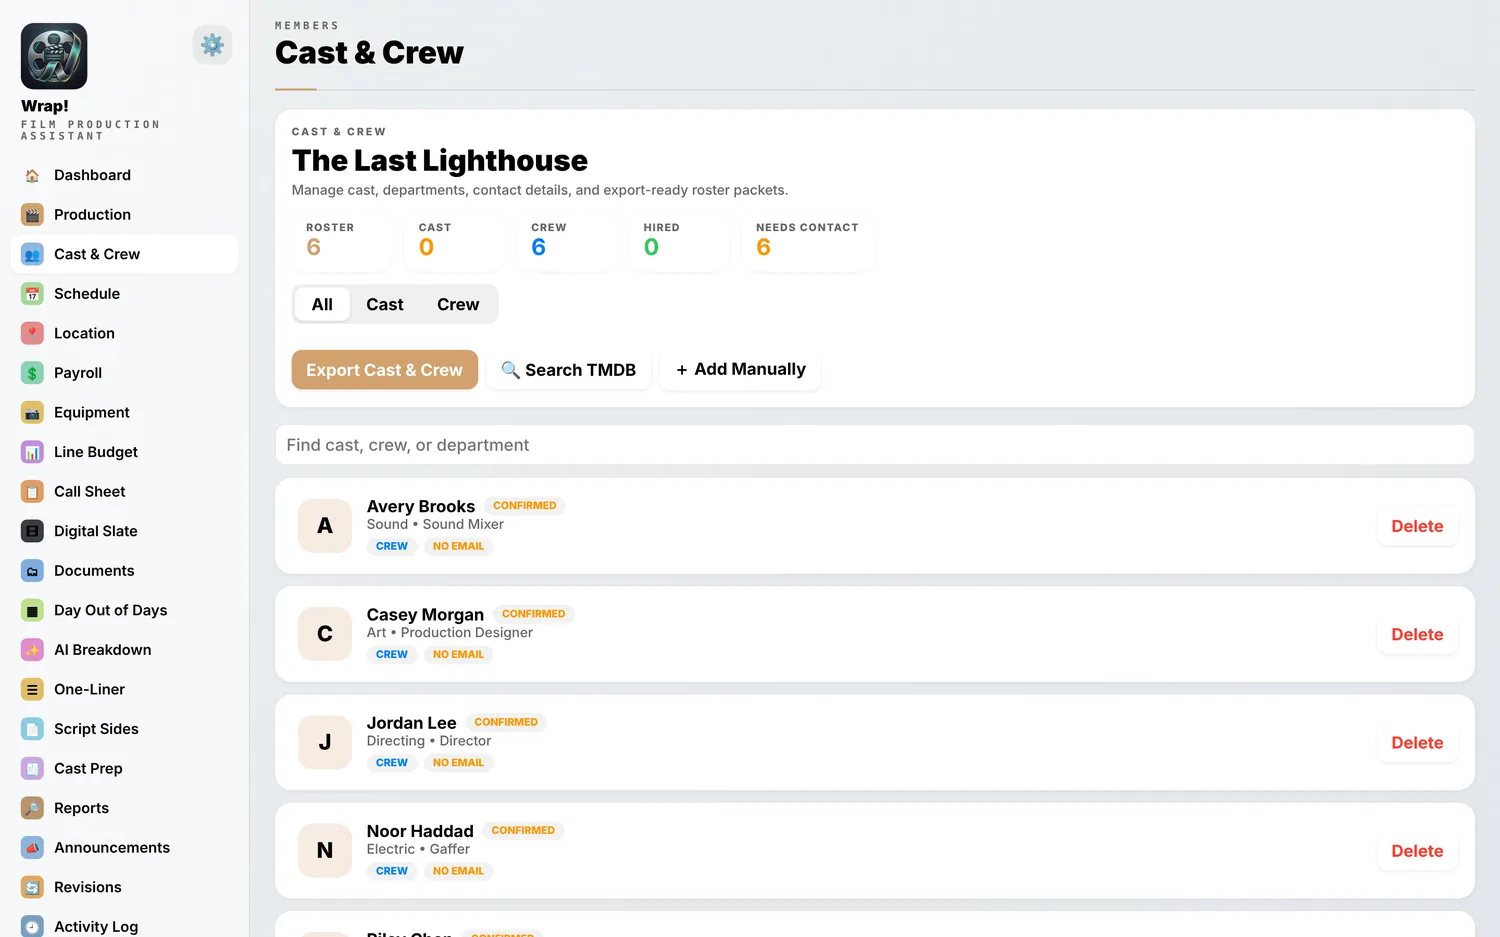 Wrap!
FILM PRODUCTION
ASSISTANT
Dashboard
Production
Cast & Crew
Schedule
Location
Payroll
Equipment
Line Budget
Call Sheet
Digital Slate
Documents
Day Out of Days
AI Breakdown
One-Liner
Script Sides
Cast Prep
Reports
Announcements
Revisions
Activity Log
MEMBERS
Cast & Crew
CAST & CREW
The Last Lighthouse
Manage cast, departments, contact details, and export-ready roster packets.
ROSTER
6
CAST
0
CREW
6
HIRED
0
NEEDS CONTACT
6
All Cast Crew
Export Cast & Crew
Search TMDB
+ Add Manually
Find cast, crew, or department
A
Avery Brooks CONFIRMED
Sound • Sound Mixer
CREW NO EMAIL
Delete
C
Casey Morgan CONFIRMED
Art • Production Designer
CREW NO EMAIL
Delete
J
Jordan Lee CONFIRMED
Directing • Director
CREW NO EMAIL
Delete
N
Noor Haddad CONFIRMED
Electric • Gaffer
CREW NO EMAIL
Delete